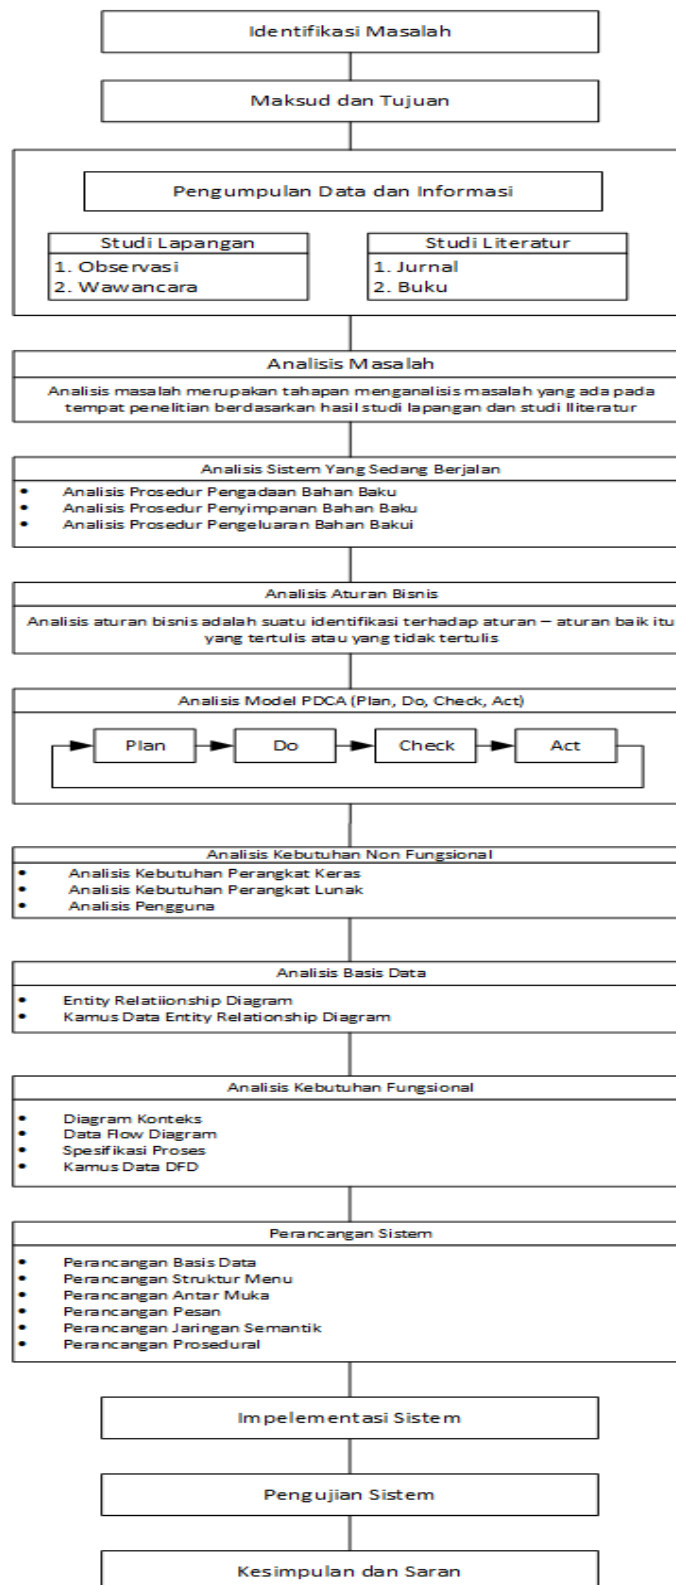 Identifikasi Masalah
Maksud dan Tujuan
Pengumpulan Data dan Informasi
Studi Lapangan
1. Observasi
2. Wawancara
Studi Literatur
1. Jurnal
2. Buku
Analisis Masalah
Analisis masalah merupakan tahapan menganalisis masalah yang ada pada
tempat penelitian berdasarkan hasil studi lapangan dan studi lliteratur
Analisis Sistem Yang Sedang Berjalan
• Analisis Prosedur Pengadaan Bahan Baku
• Analisis Prosedur Penyimpanan Bahan Baku
• Analisis Prosedur Pengeluaran Bahan Bakui
Analisis Aturan Bisnis
Analisis aturan bisnis adalah suatu identifikasi terhadap aturan – aturan baik itu
yang tertulis atau yang tidak tertulis
Analisis Model PDCA (Plan, Do, Check, Act)
Plan
Do
Check
Act
Analisis Kebutuhan Non Fungsional
• Analisis Kebutuhan Perangkat Keras
• Analisis Kebutuhan Perangkat Lunak
• Analisis Pengguna
Analisis Basis Data
• Entity Relatiionship Diagram
• Kamus Data Entity Relationship Diagram
Analisis Kebutuhan Fungsional
• Diagram Konteks
• Data Flow Diagram
• Spesifikasi Proses
• Kamus Data DFD
Perancangan Sistem
• Perancangan Basis Data
• Perancangan Struktur Menu
• Perancangan Antar Muka
• Perancangan Pesan
• Perancangan Jaringan Semantik
• Perancangan Prosedural
Impelementasi Sistem
Pengujian Sistem
Kesimpulan dan Saran